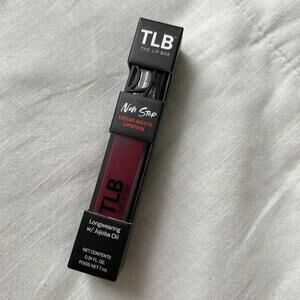 TLB
THE LIP BAR
Non Stop
LIQUID MATTE
LIPSTICK
TLB
Longwearing
w/ Jojoba Oil
NET CONTENTS
0.24 FL. OZ.
POIDS NET 7 mL